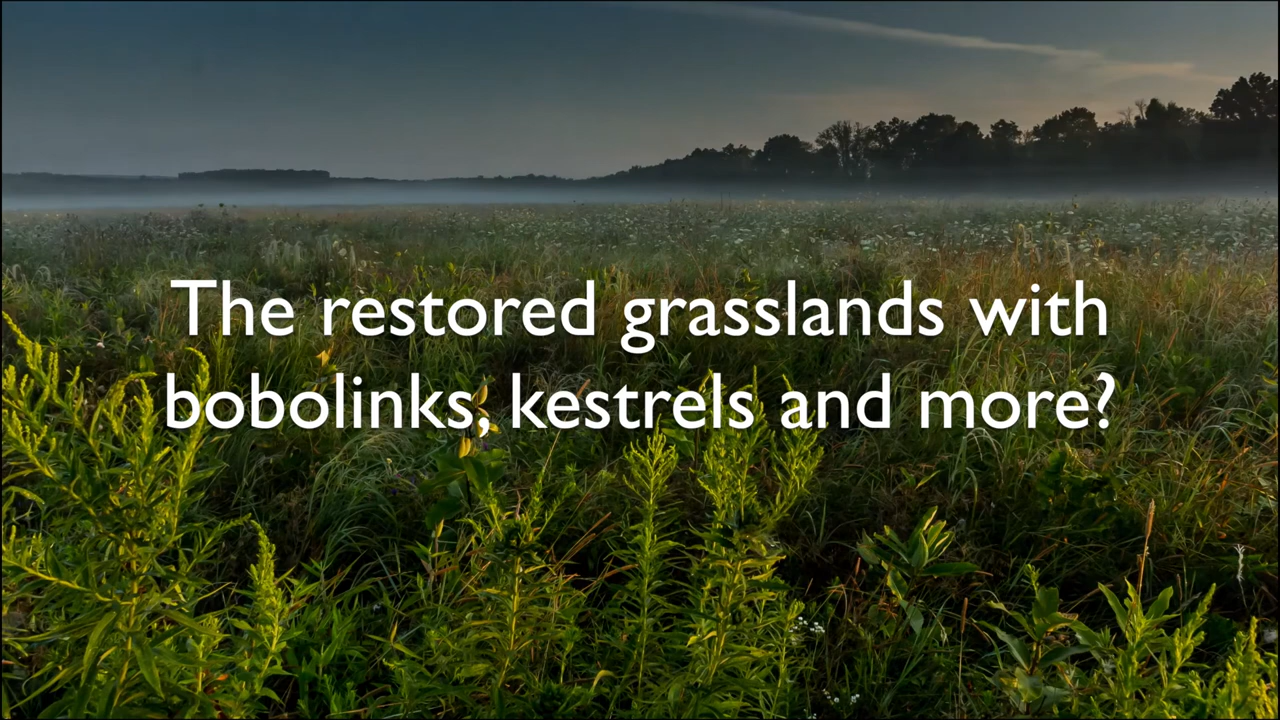 The restored grasslands with
bobolinks, kestrels and more?